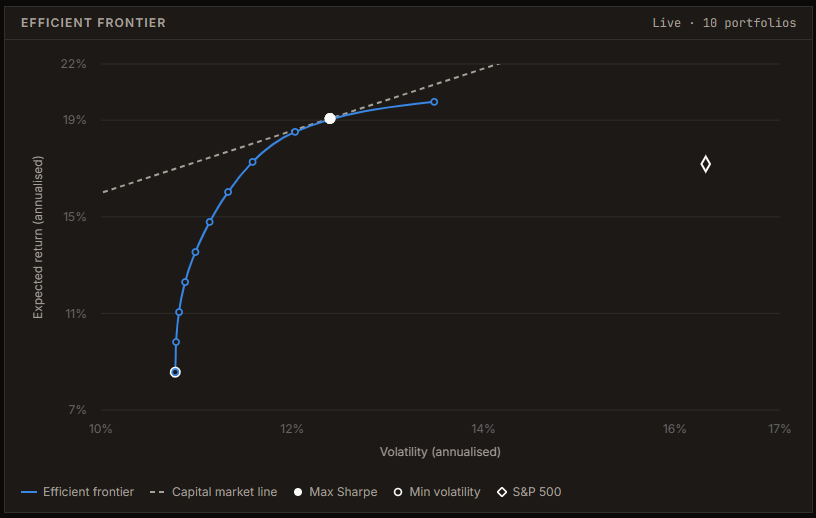 EFFICIENT FRONTIER
Live · 10 portfolios
22%
19%
15%
11%
7%
Expected return (annualised)
10%
12%
14%
16%
17%
Volatility (annualised)
Efficient frontier
Capital market line
Max Sharpe
Min volatility
S&P 500